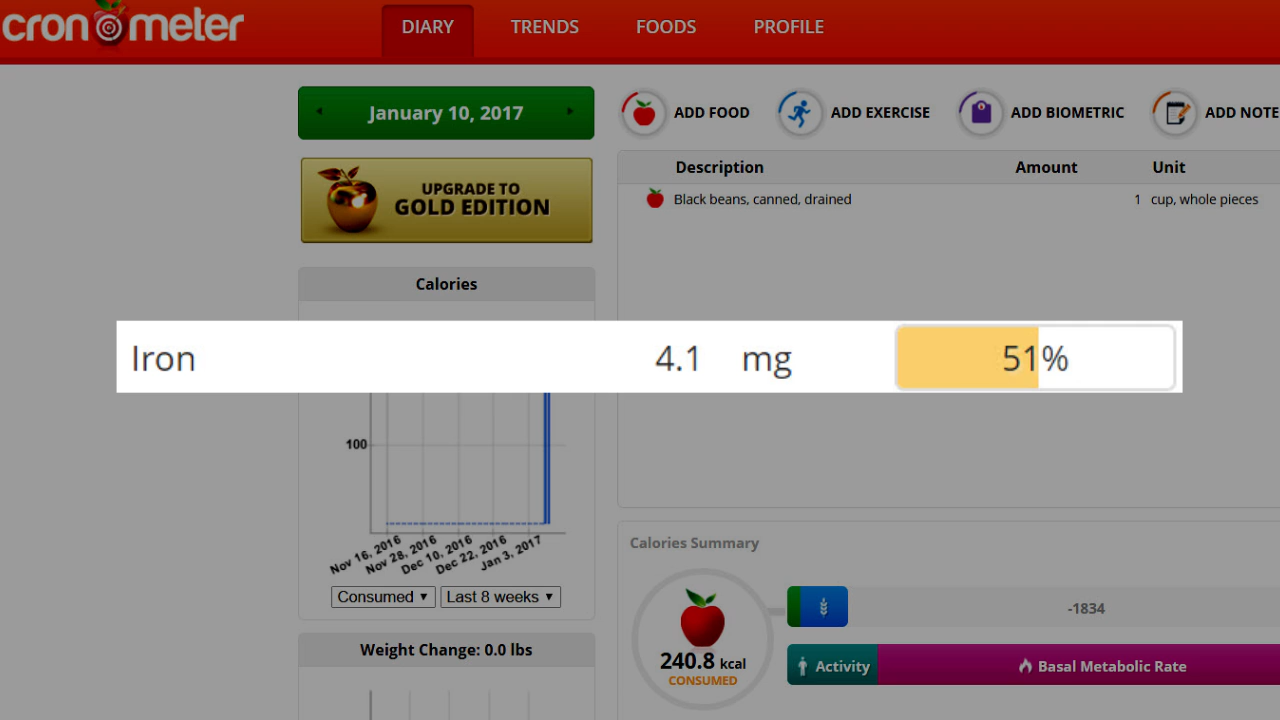 cronometer
DIARY TRENDS FOODS PROFILE
January 10, 2017
ADD FOOD ADD EXERCISE ADD BIOMETRIC ADD NOTE
UPGRADE TO
GOLD EDITION
Description Amount Unit
Black beans, canned, drained 1 cup, whole pieces
Calories
Iron 4.1 mg 51%
100
Nov 16, 2016
Nov 28, 2016
Dec 10, 2016
Dec 22, 2016
Jan 3, 2017
Consumed Last 8 weeks
Weight Change: 0.0 lbs
Calories Summary
-1834
240.8 kcal
CONSUMED
Activity Basal Metabolic Rate